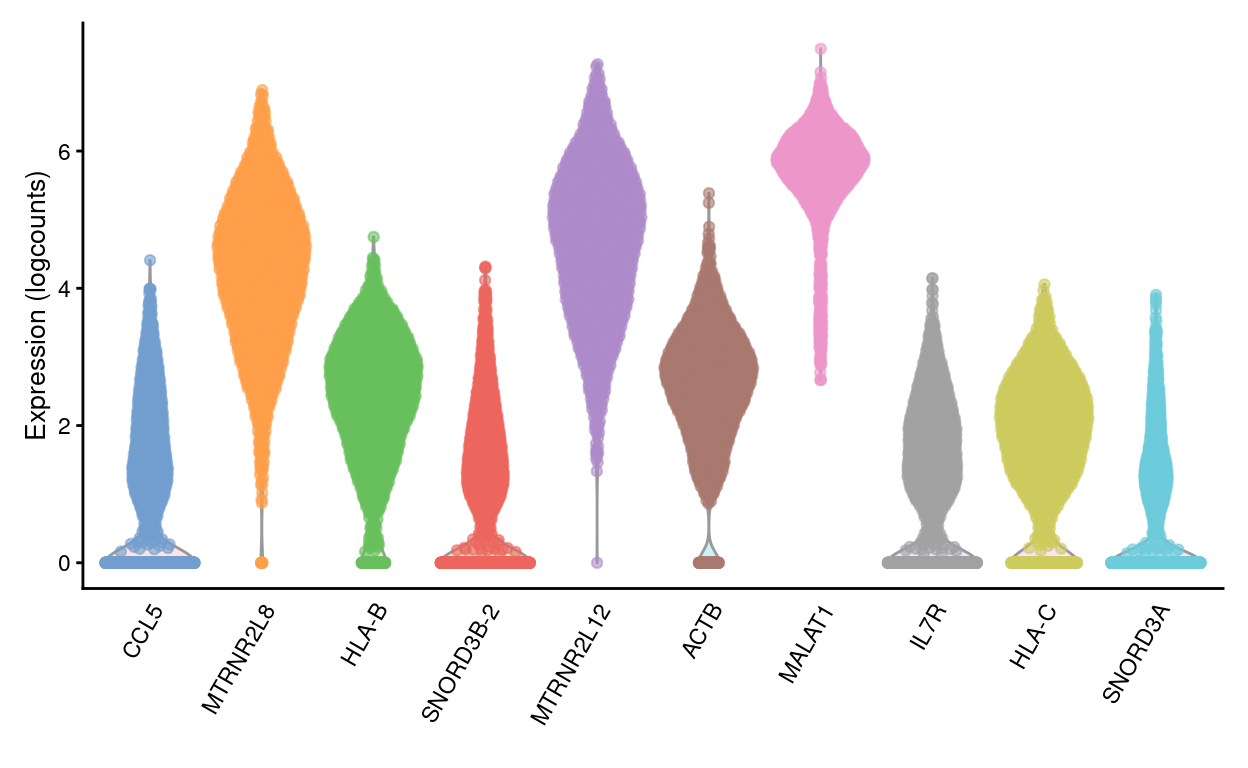 Expression (logcounts)
6
4
2
0
CCL5
MTRNR2L8
HLA-B
SNORD3B-2
MTRNR2L12
ACTB
MALAT1
IL7R
HLA-C
SNORD3A